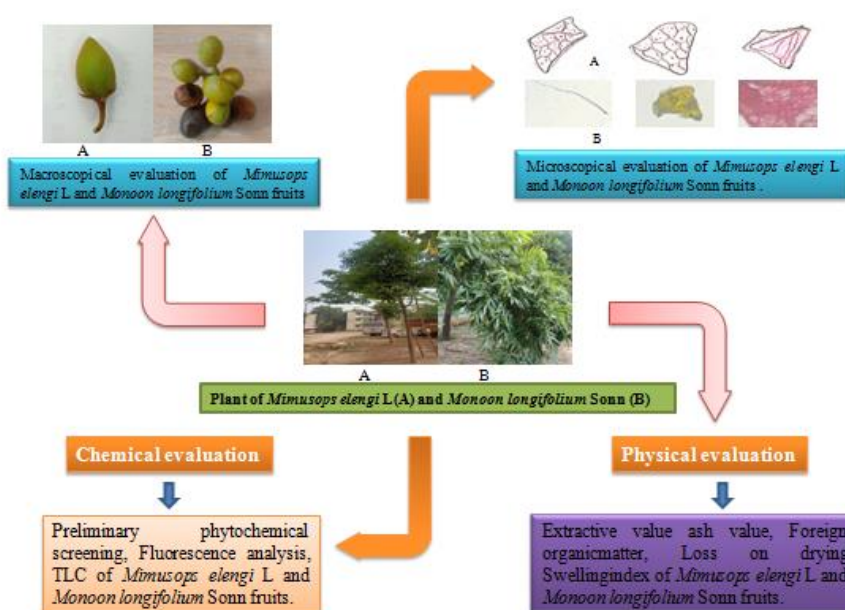 A B
Macroscopical evaluation of Mimusops
elengi L and Monoon longifolium Sonn fruits
A
B
Microscopical evaluation of Mimusops elengi L
and Monoon longifolium Sonn fruits .
A B
Plant of Mimusops elengi L(A) and Monoon longifolium Sonn (B)
Chemical evaluation
Preliminary phytochemical
screening, Fluorescence analysis,
TLC of Mimusops elengi L and
Monoon longifolium Sonn fruits.
Physical evaluation
Extractive value ash value, Foreign
organicmatter, Loss on drying
Swellingindex of Mimusops elengi L and
Monoon longifolium Sonn fruits.